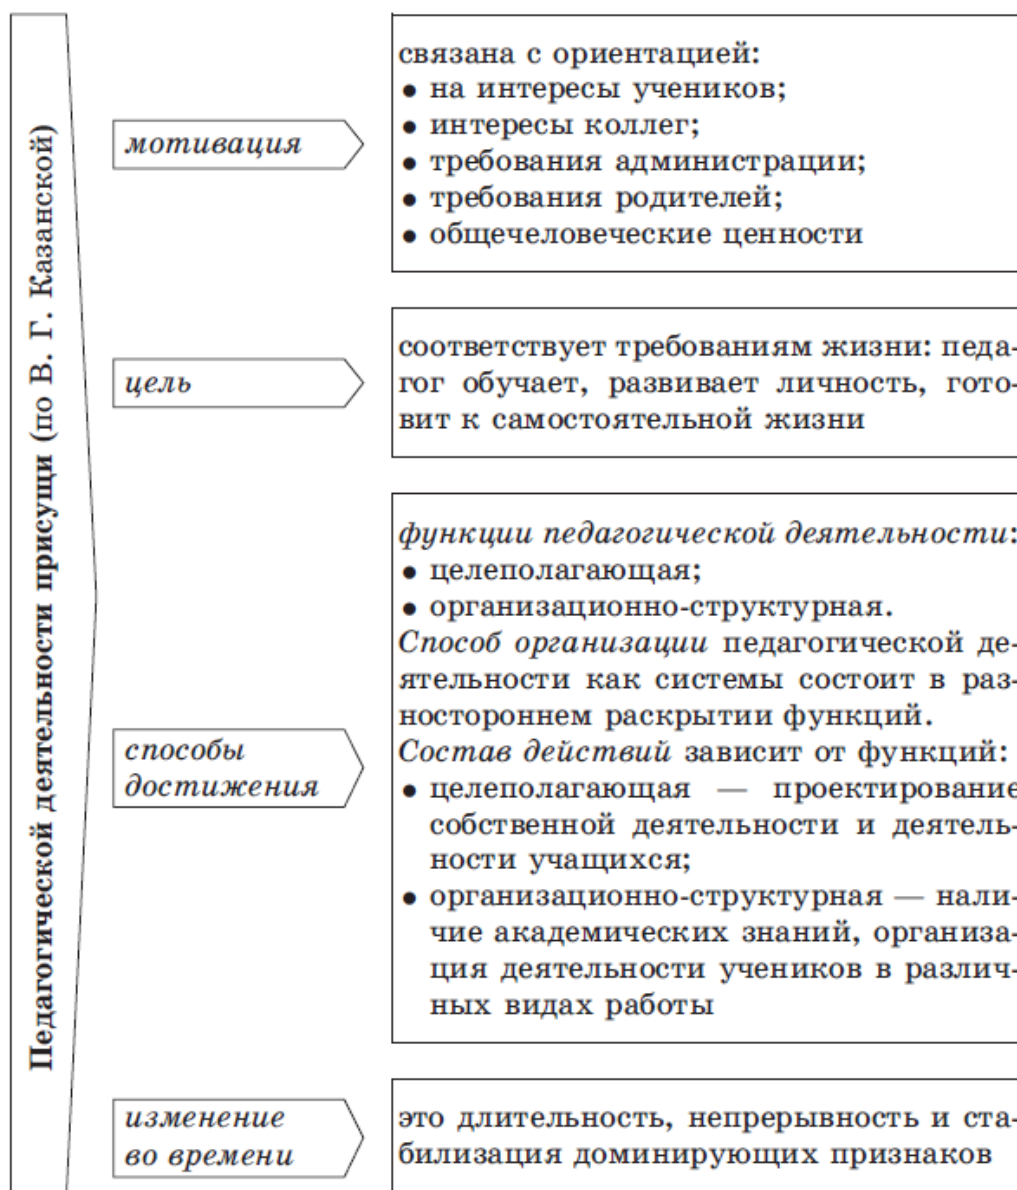 Педагогической деятельности присущи (по В. Г. Казанской)
мотивация
связана с ориентацией:
• на интересы учеников;
• интересы коллег;
• требования администрации;
• требования родителей;
• общечеловеческие ценности
цель
соответствует требованиям жизни: педа-
гог обучает, развивает личность, гото-
вит к самостоятельной жизни
способы
достижения
функции педагогической деятельности:
• целеполагающая;
• организационно-структурная.
Способ организации педагогической де-
ятельности как системы состоит в раз-
ностороннем раскрытии функций.
Состав действий зависит от функций:
• целеполагающая — проектирование
собственной деятельности и деятель-
ности учащихся;
• организационно-структурная — нали-
чие академических знаний, организа-
ция деятельности учеников в различ-
ных видах работы
изменение
во времени
это длительность, непрерывность и ста-
билизация доминирующих признаков